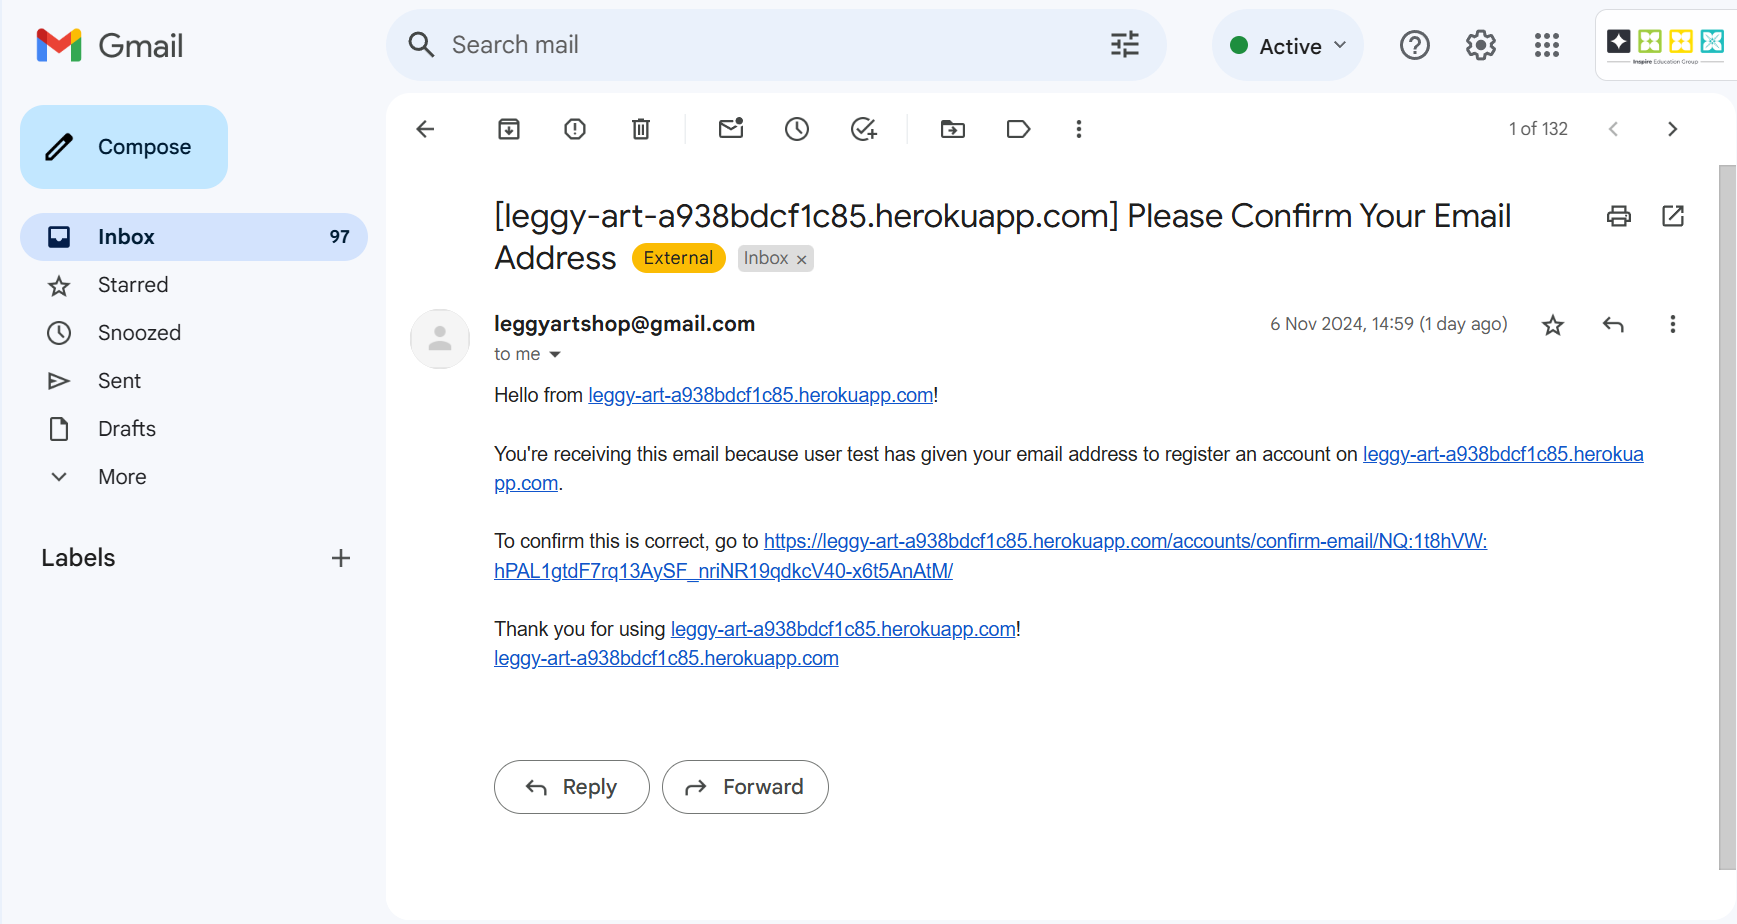 Gmail
Search mail
Active
Inspire Education Group
Compose
1 of 132
Inbox 97
Starred
Snoozed
Sent
Drafts
More
Labels
[leggy-art-a938bdcf1c85.herokuapp.com] Please Confirm Your Email
Address External Inbox ×
leggyartshop@gmail.com
6 Nov 2024, 14:59 (1 day ago)
to me
Hello from leggy-art-a938bdcf1c85.herokuapp.com!
You're receiving this email because user test has given your email address to register an account on leggy-art-a938bdcf1c85.herokua
pp.com.
To confirm this is correct, go to https://leggy-art-a938bdcf1c85.herokuapp.com/accounts/confirm-email/NQ:1t8hVW:
hPAL1gtdF7rq13AySF_nriNR19qdkcV40-x6t5AnAtM/
Thank you for using leggy-art-a938bdcf1c85.herokuapp.com!
leggy-art-a938bdcf1c85.herokuapp.com
Reply
Forward